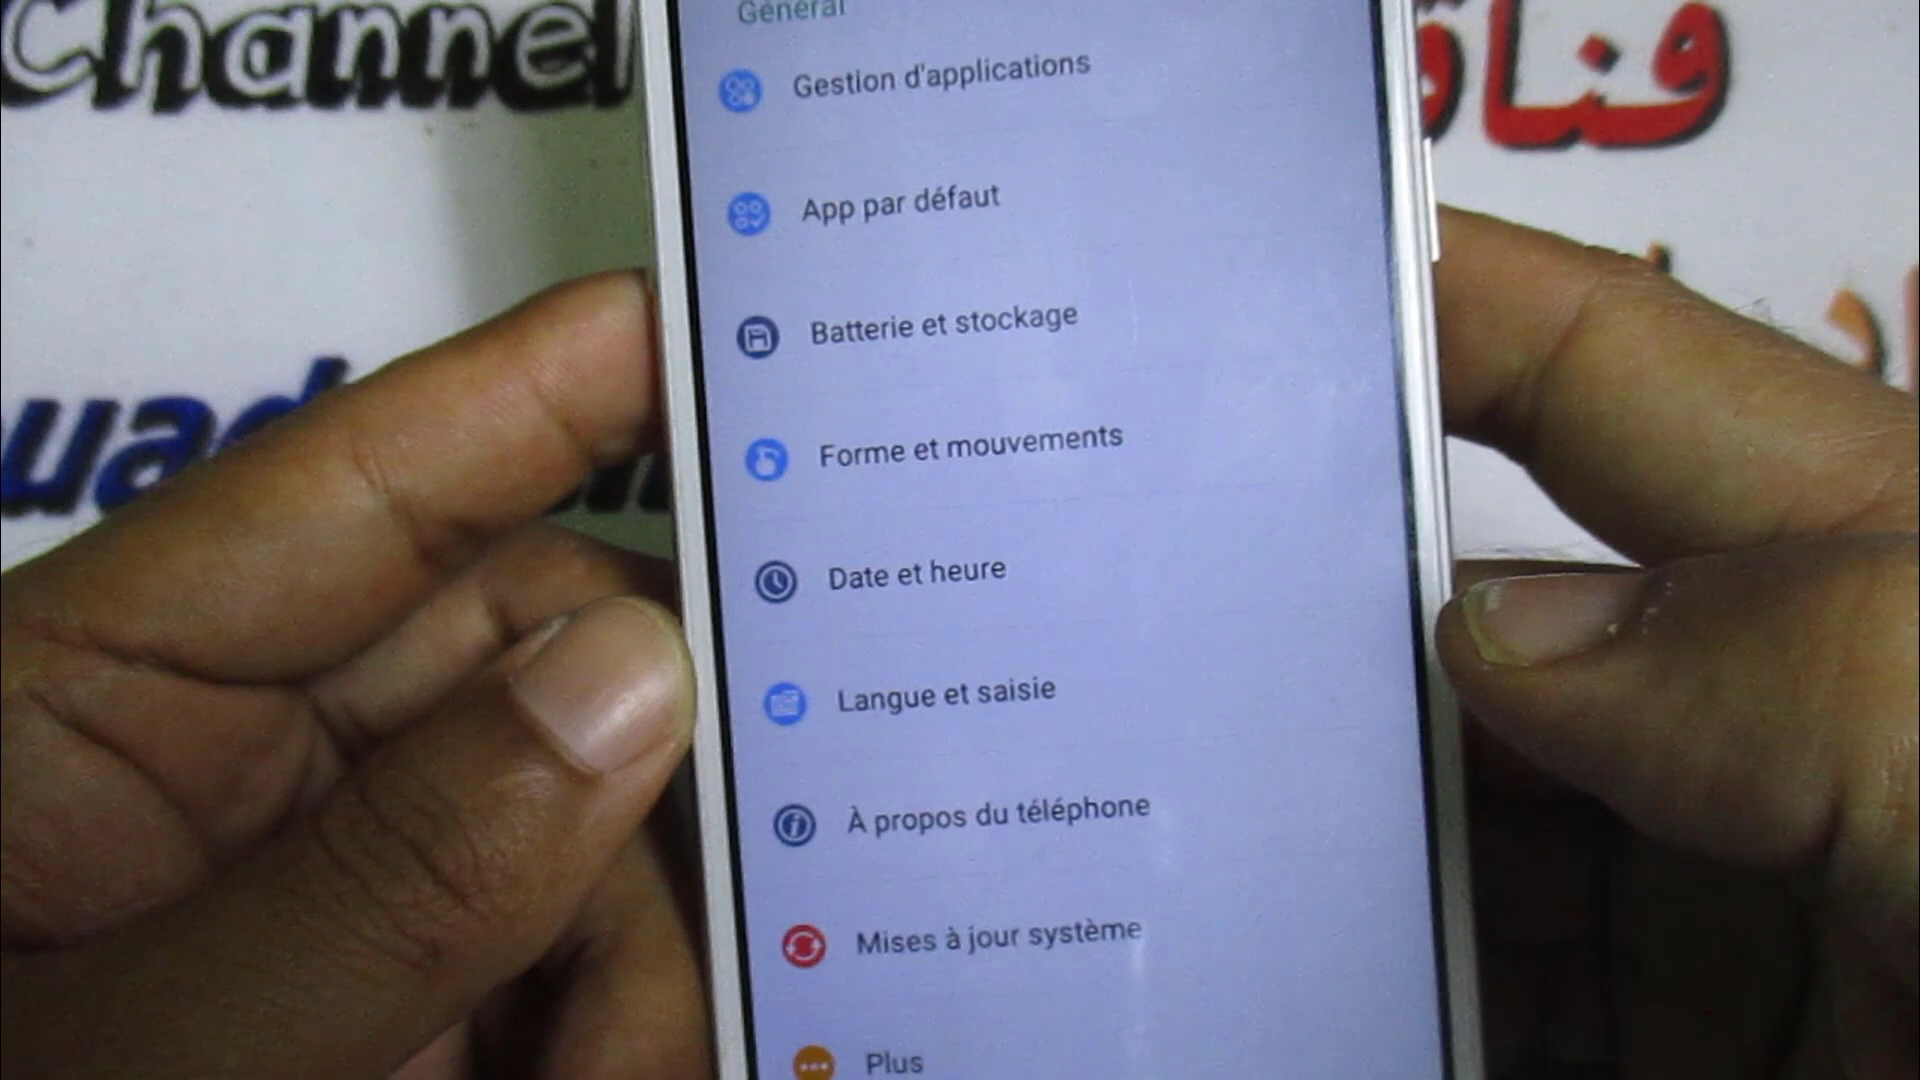 Channel
قناة
Général
Gestion d'applications
App par défaut
Batterie et stockage
Forme et mouvements
Date et heure
Langue et saisie
À propos du téléphone
Mises à jour système
Plus